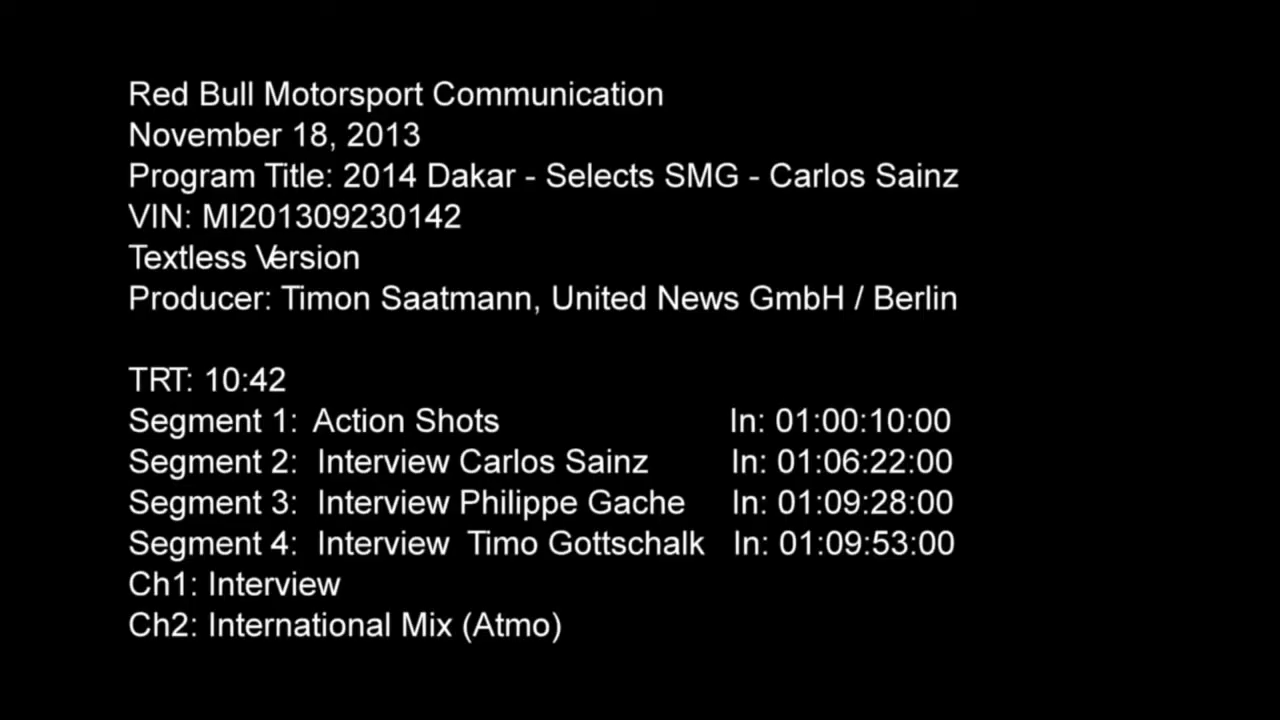 Red Bull Motorsport Communication
November 18, 2013
Program Title: 2014 Dakar - Selects SMG - Carlos Sainz
VIN: MI201309230142
Textless Version
Producer: Timon Saatmann, United News GmbH / Berlin
TRT: 10:42
Segment 1: Action Shots In: 01:00:10:00
Segment 2: Interview Carlos Sainz In: 01:06:22:00
Segment 3: Interview Philippe Gache In: 01:09:28:00
Segment 4: Interview Timo Gottschalk In: 01:09:53:00
Ch1: Interview
Ch2: International Mix (Atmo)